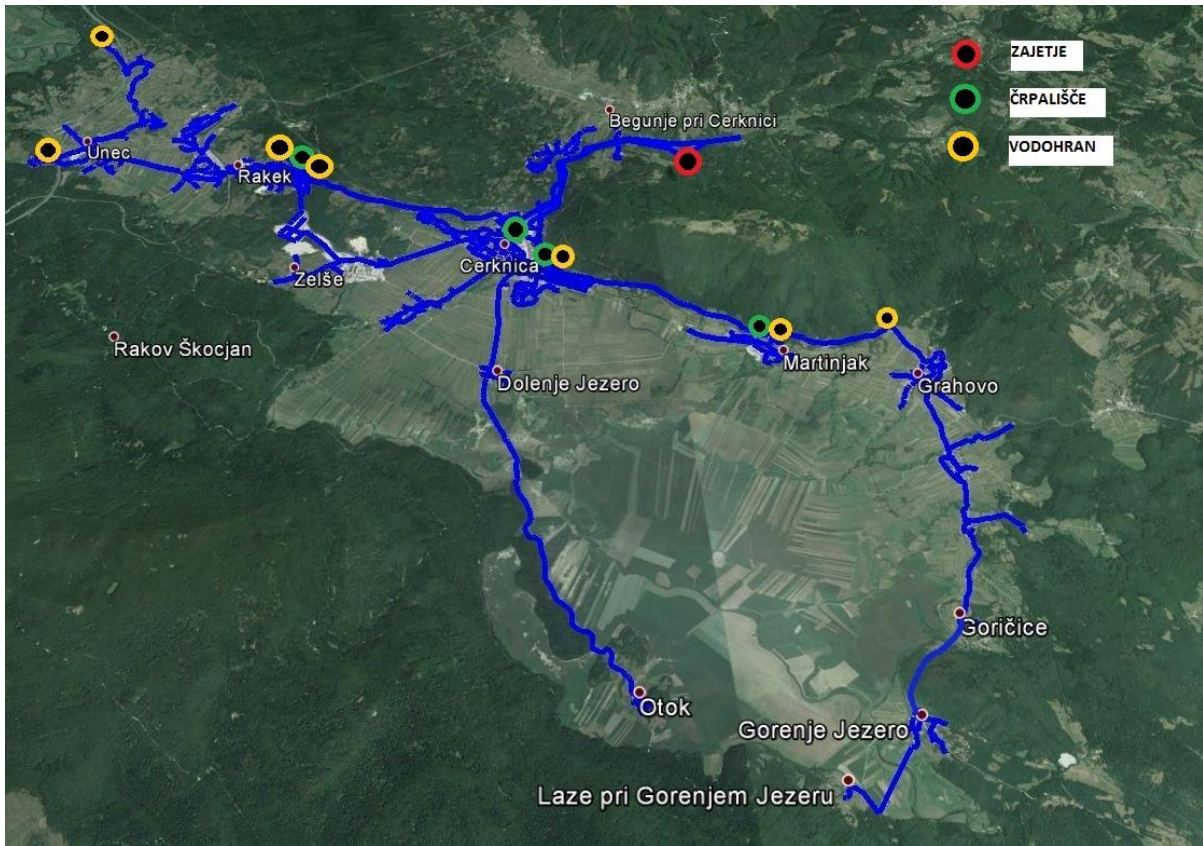 ZAJETJE
ČRPALIŠČE
VODOHRAN
Begunje pri Cerknici
Unec
Rakek
Cerknica
Zelše
Rakov Škocjan
Martinjak
Dolenje Jezero
Grahovo
Goričice
Otok
Gorenje Jezero
Laze pri Gorenjem Jezeru